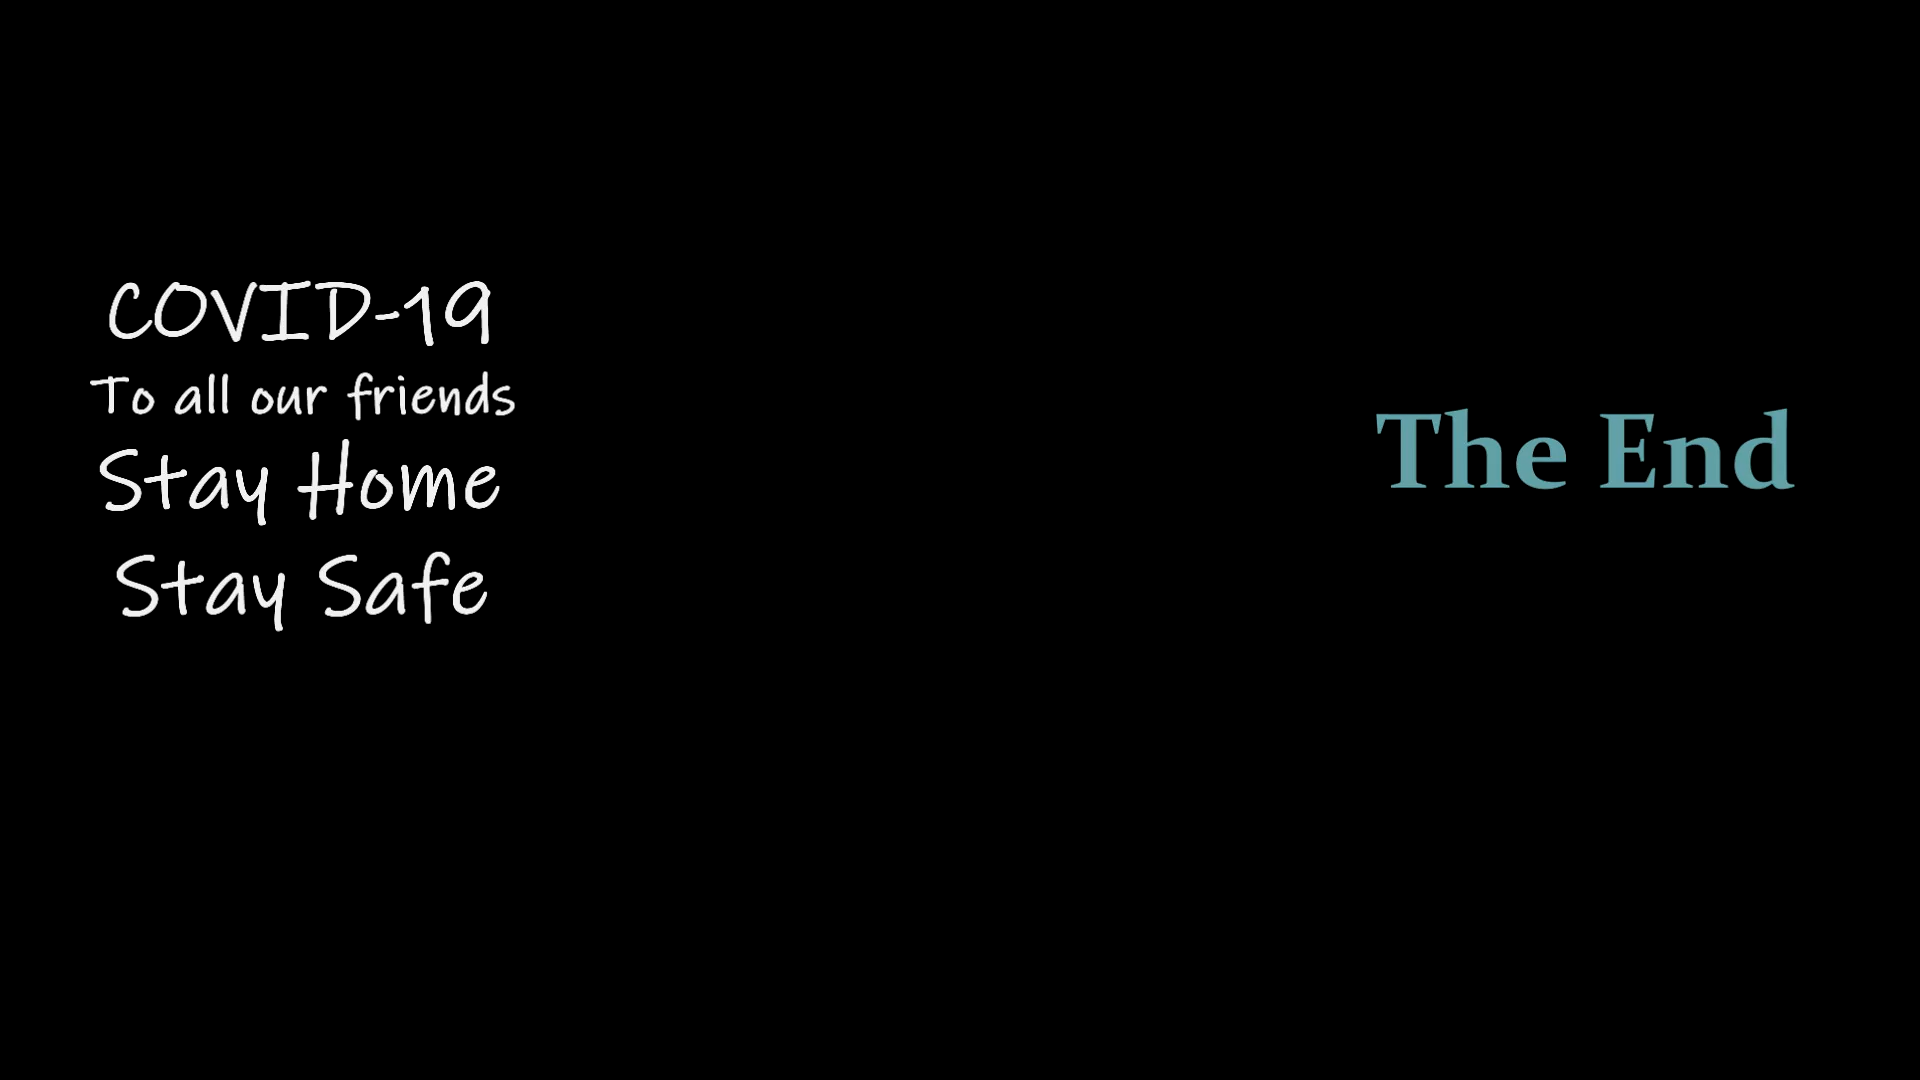 COVID-19
To all our friends
Stay Home
Stay Safe
The End